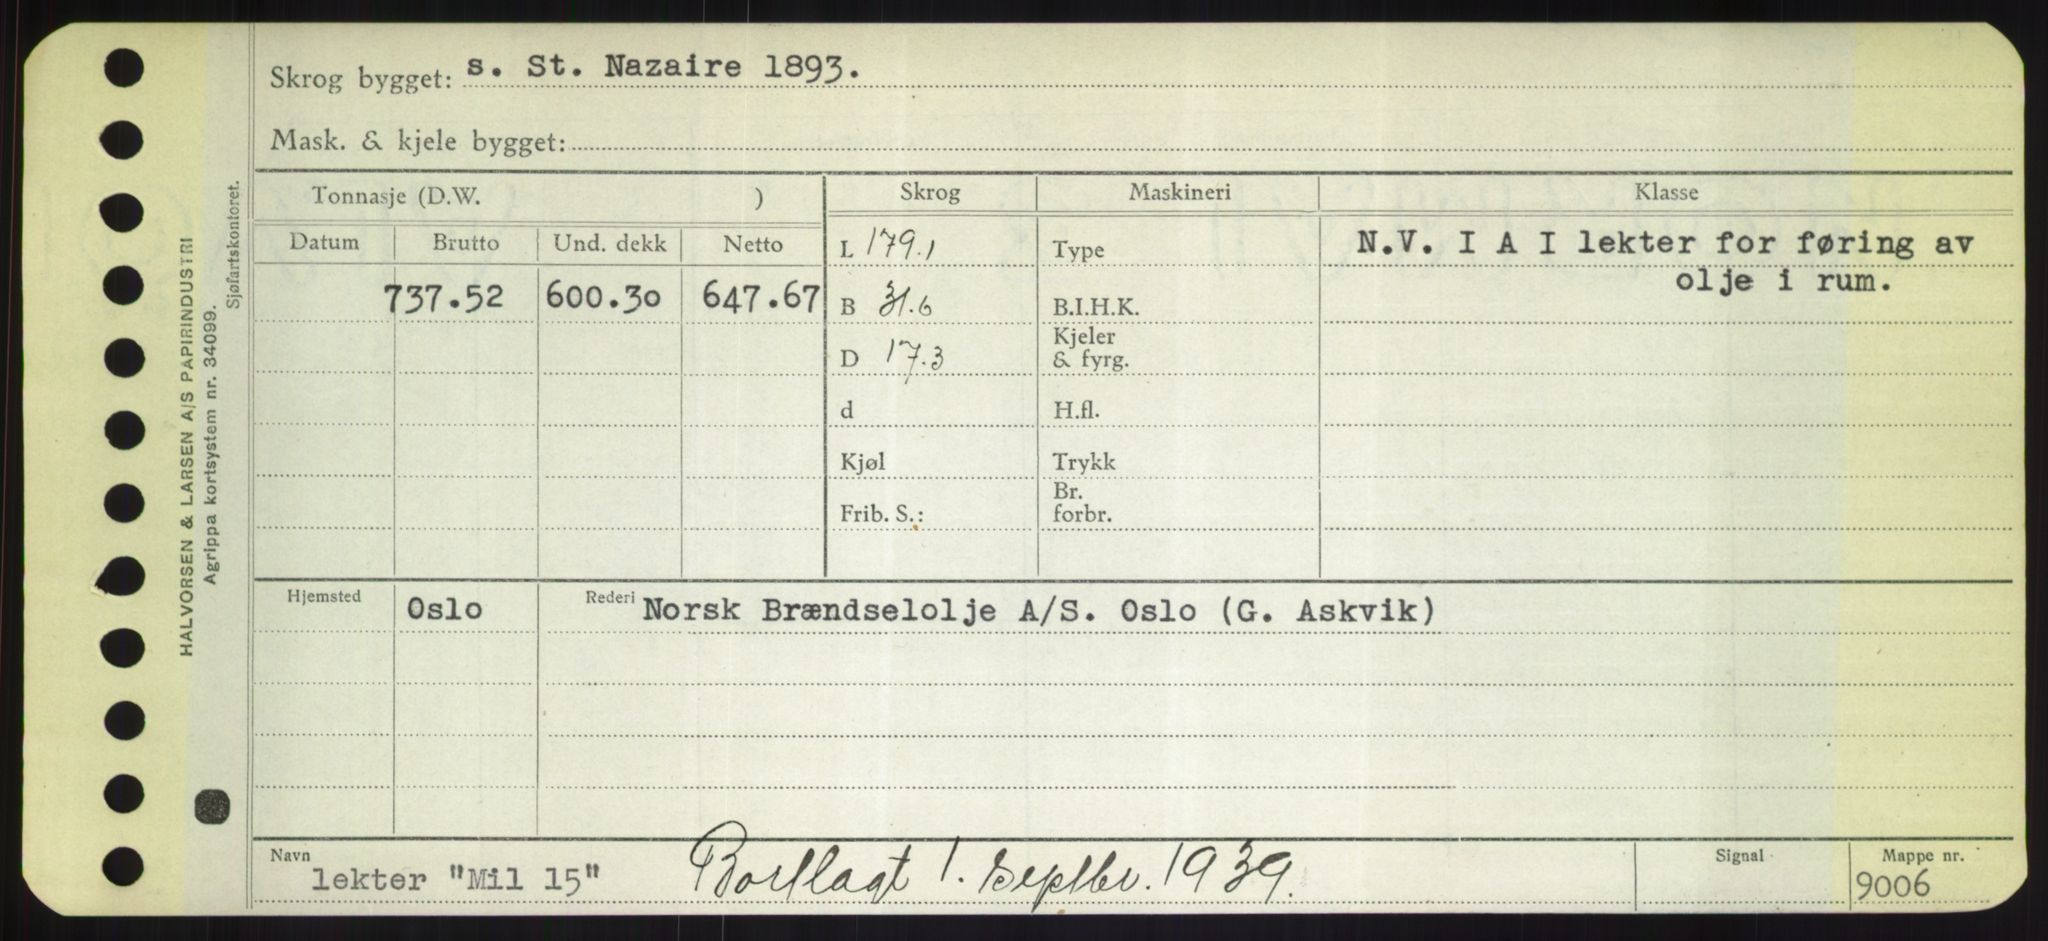 Skrog bygget: s. St. Nazaire 1893.
Mask. & kjele bygget:
HALVORSEN & LARSEN A/S PAPIRINDUSTRI
Agrippa kortsystem nr. 34099.
Sjøfartskontoret.
Tonnasje (D.W. ) Skrog Maskineri Klasse
Datum Brutto Und. dekk Netto L 179.1 Type N.V. I A I lekter for føring av
olje i rum.
737.52 600.30 647.67 B 31.6 B.I.H.K.
D 17.3 Kjeler
& fyrg.
d H.fl.
Kjøl Trykk
Frib. S.: Br.
forbr.
Hjemsted Oslo Rederi Norsk Brændselolje A/S. Oslo (G. Askvik)
Navn Signal Mappe nr.
lekter "Mil 15" Bortlagt 1. septbr. 1939. 9006